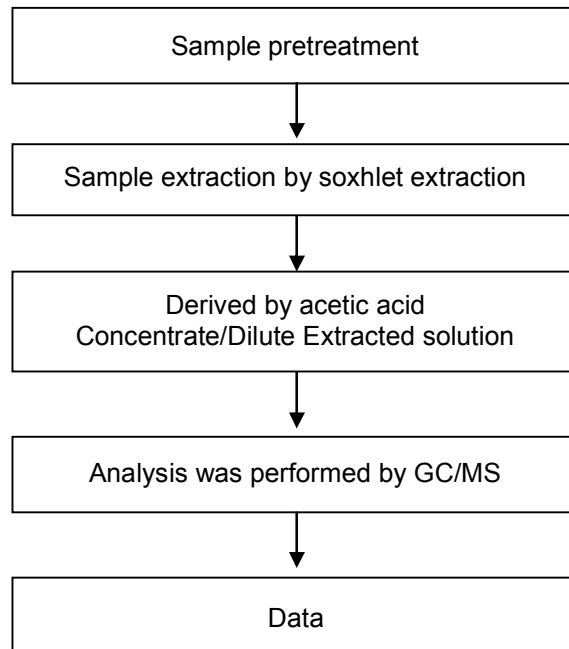 Sample pretreatment
Sample extraction by soxhlet extraction
Derived by acetic acid
Concentrate/Dilute Extracted solution
Analysis was performed by GC/MS
Data